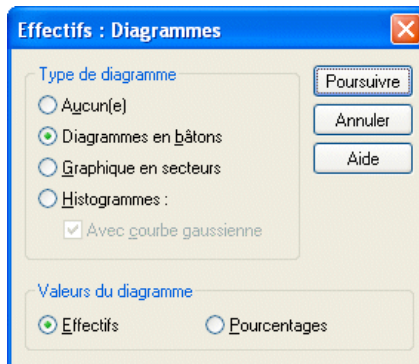 Effectifs : Diagrammes
Type de diagramme
Aucun(e)
Diagrammes en bâtons
Graphique en secteurs
Histogrammes :
Avec courbe gaussienne
Poursuivre
Annuler
Aide
Valeurs du diagramme
Effectifs
Pourcentages